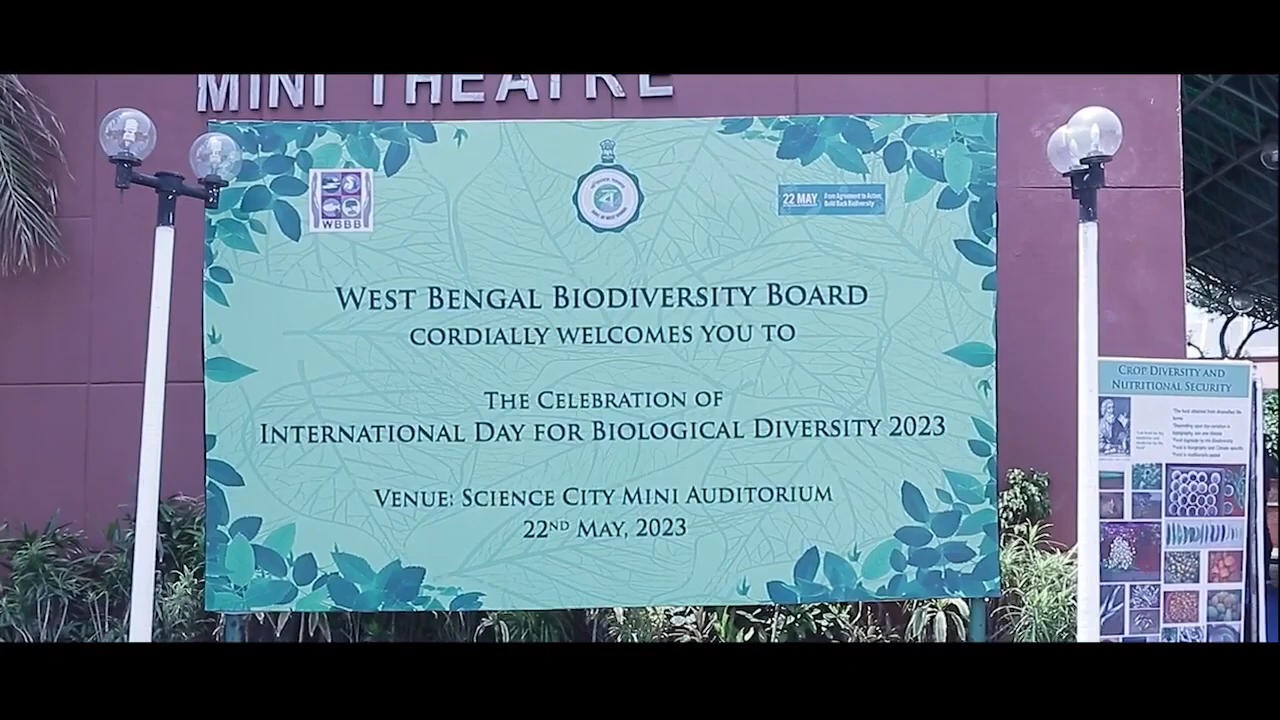 MINI THEATRE
WBBB
22 MAY
From Agreement to Action:
Build Back Biodiversity
WEST BENGAL BIODIVERSITY BOARD
CORDIALLY WELCOMES YOU TO
THE CELEBRATION OF
INTERNATIONAL DAY FOR BIOLOGICAL DIVERSITY 2023
VENUE: SCIENCE CITY MINI AUDITORIUM
22ND MAY, 2023
CROP DIVERSITY AND
NUTRITIONAL SECURITY